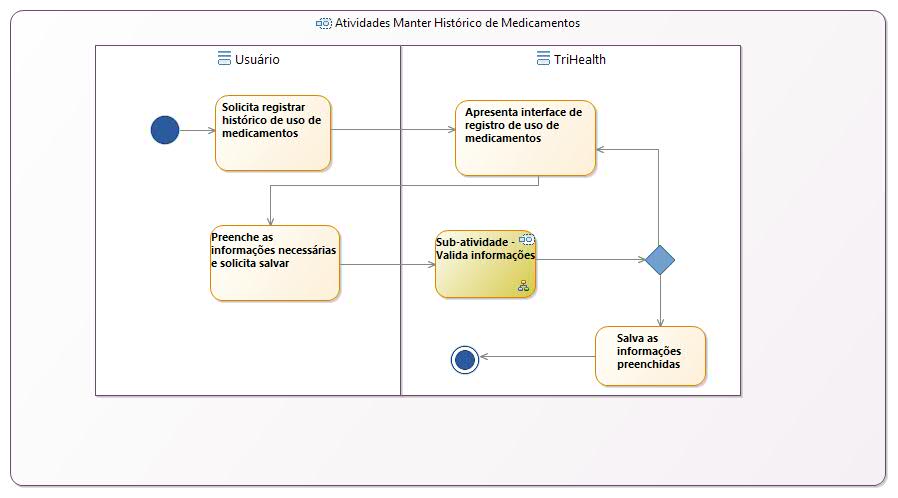 Atividades Manter Histórico de Medicamentos
Usuário
TriHealth
Solicita registrar
histórico de uso de
medicamentos
Apresenta interface de
registro de uso de
medicamentos
Preenche as
informações necessárias
e solicita salvar
Sub-atividade -
Valida informações
Salva as
informações
preenchidas